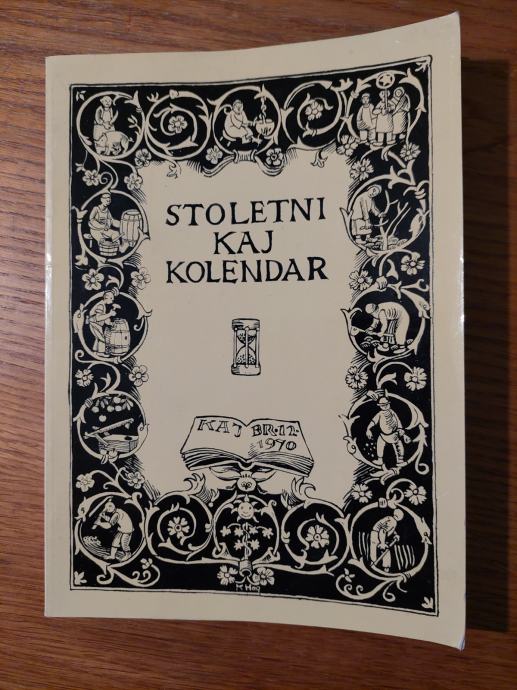 STOLETNI
KAJ
KOLENDAR
KAJ BR.12.
1970